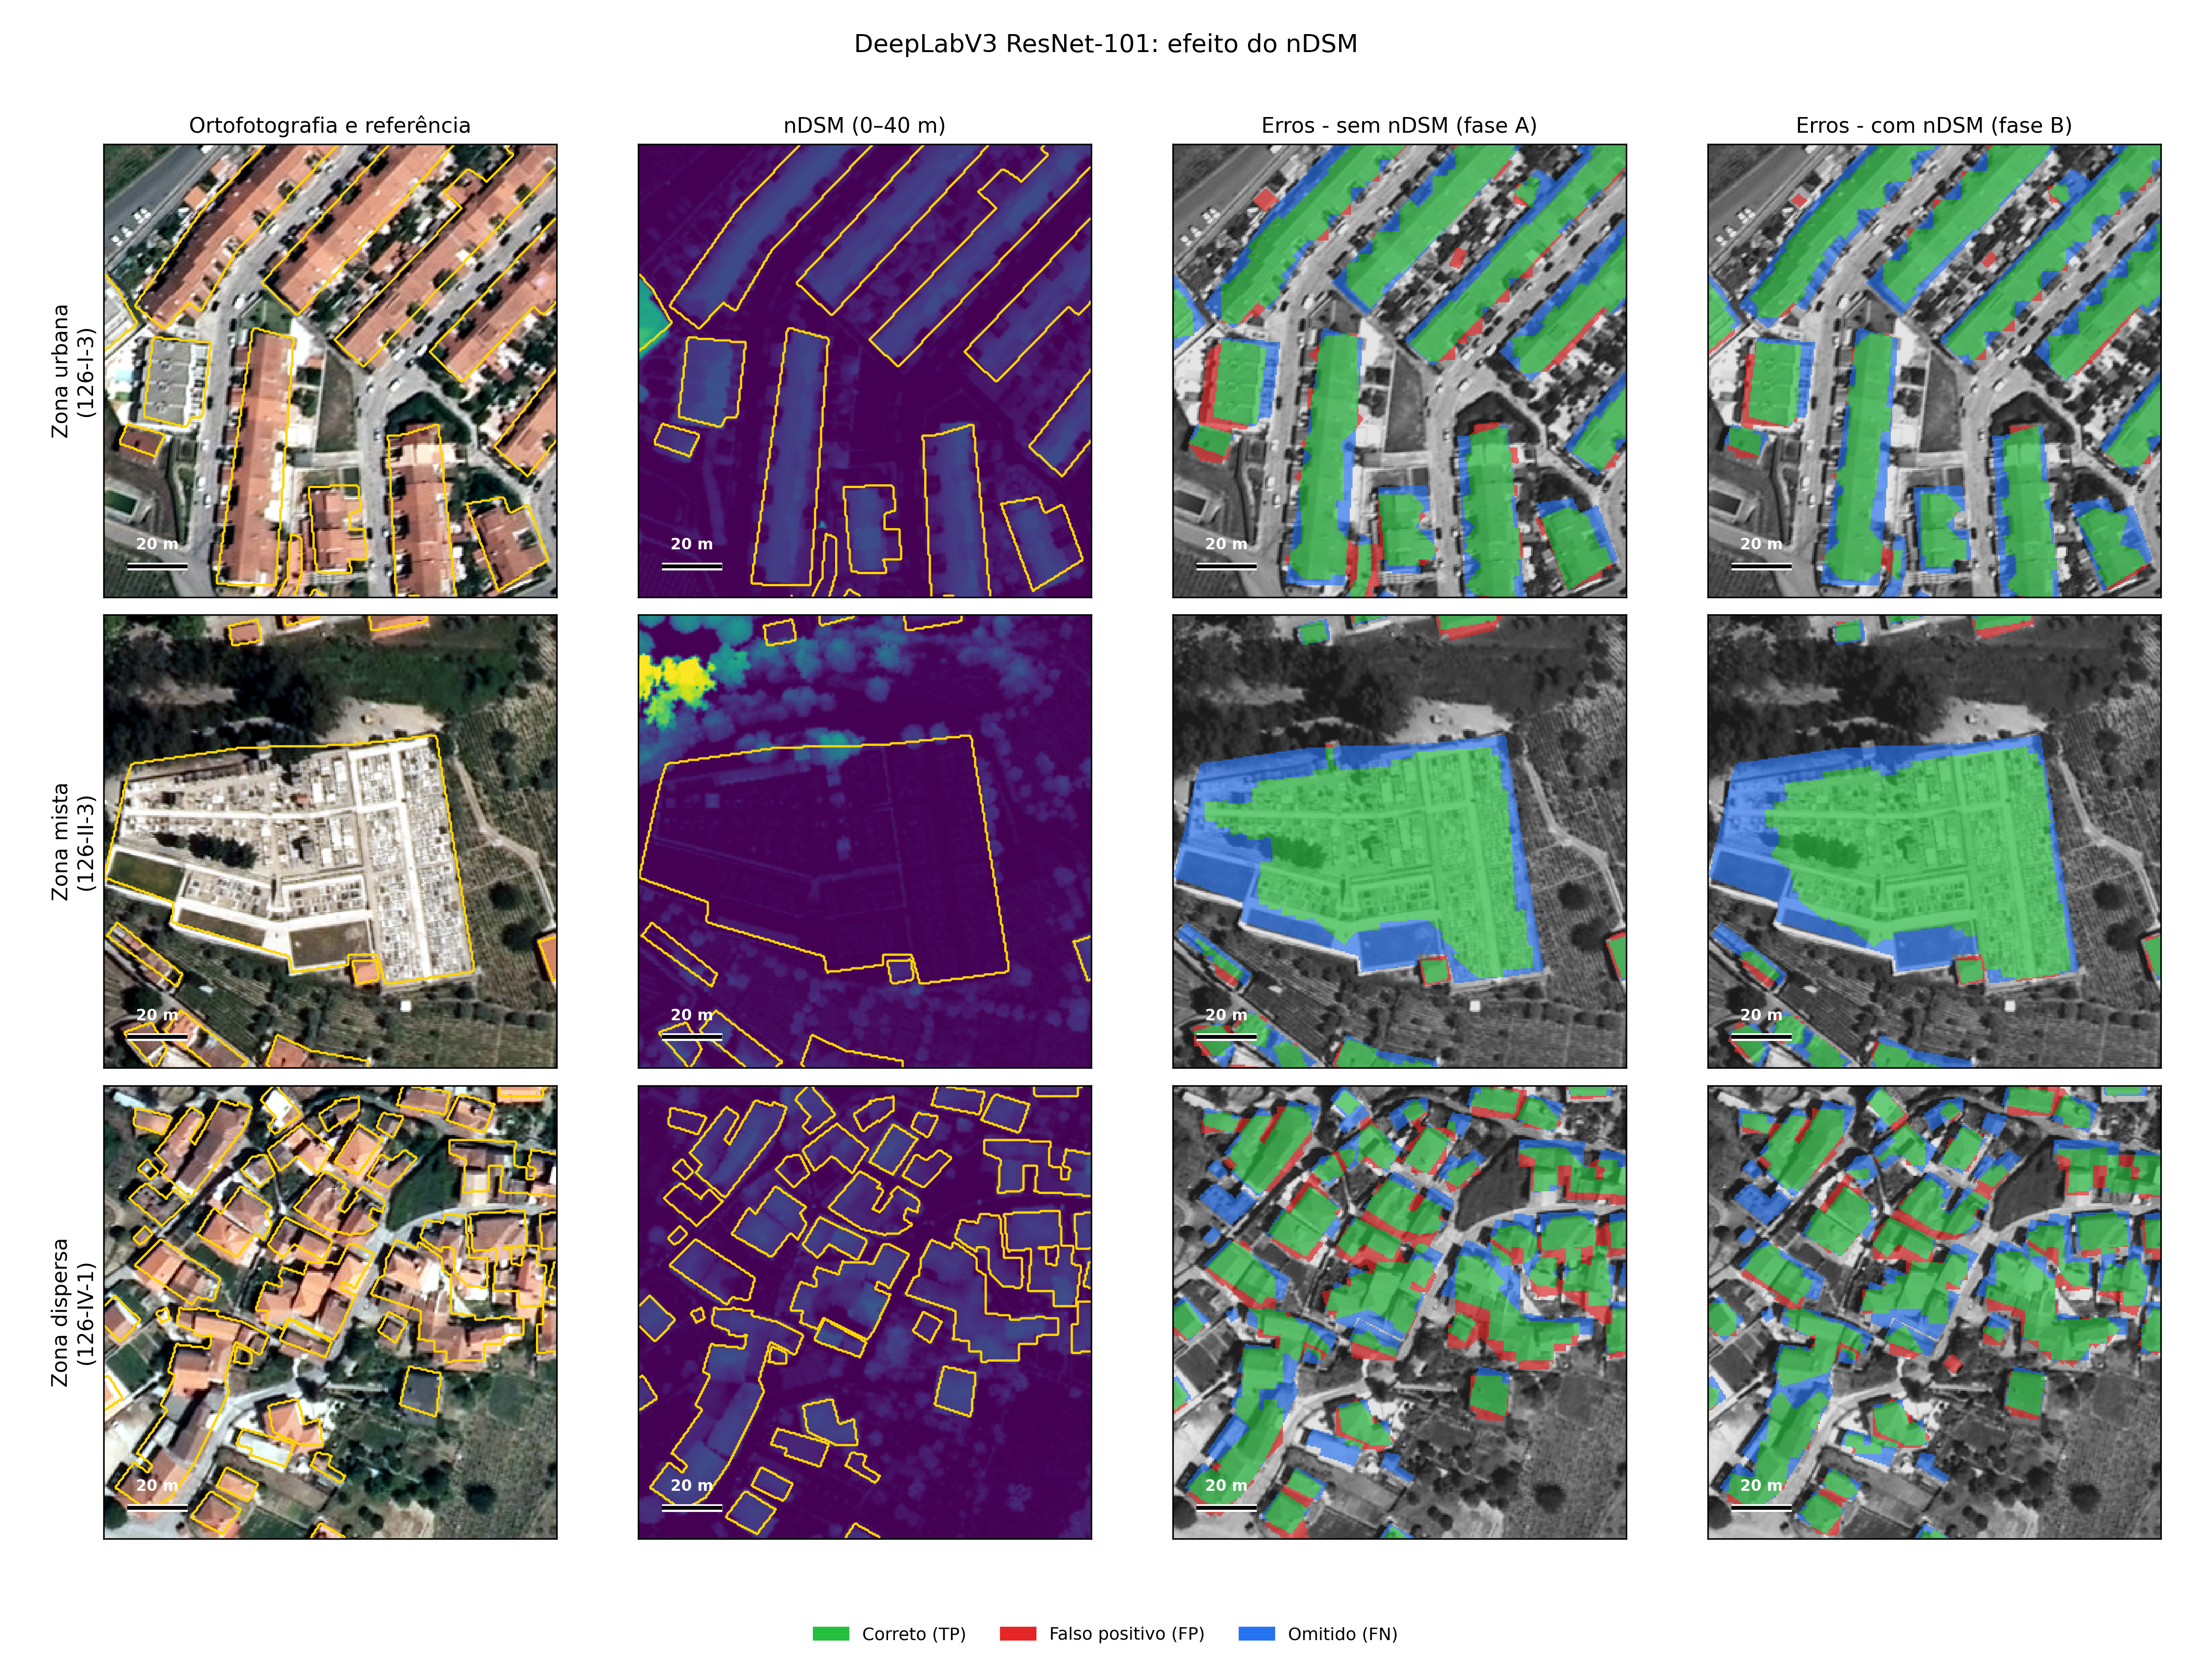 DeepLabV3 ResNet-101: efeito do nDSM
Ortofotografia e referência
nDSM (0–40 m)
Erros - sem nDSM (fase A)
Erros - com nDSM (fase B)
Zona urbana
(126-I-3)
20 m
20 m
20 m
20 m
Zona mista
(126-II-3)
20 m
20 m
20 m
20 m
Zona dispersa
(126-IV-1)
20 m
20 m
20 m
20 m
Correto (TP)
Falso positivo (FP)
Omitido (FN)